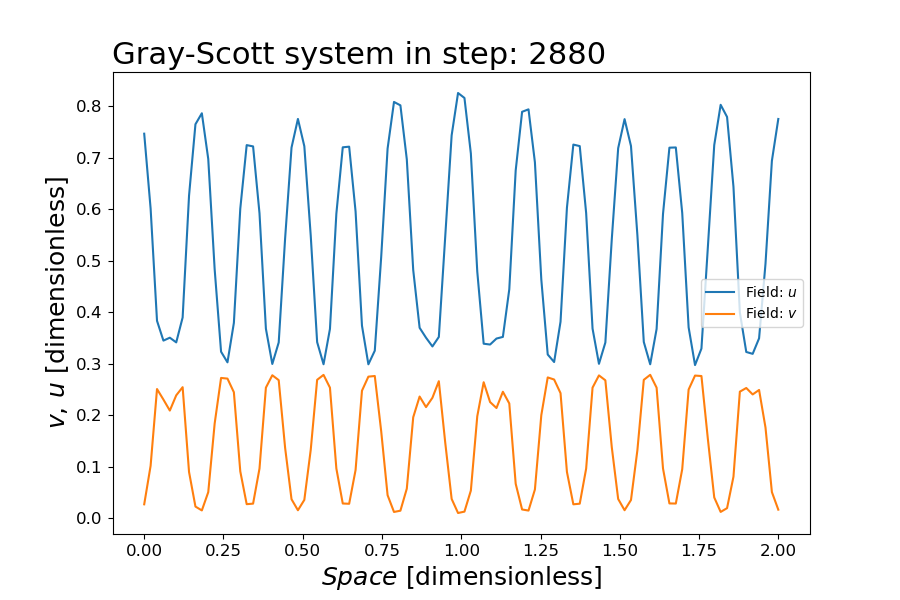 Gray-Scott system in step: 2880
0.8
0.7
0.6
0.5
0.4
0.3
0.2
0.1
0.0
v, u [dimensionless]
Field: u
Field: v
0.00 0.25 0.50 0.75 1.00 1.25 1.50 1.75 2.00
Space [dimensionless]